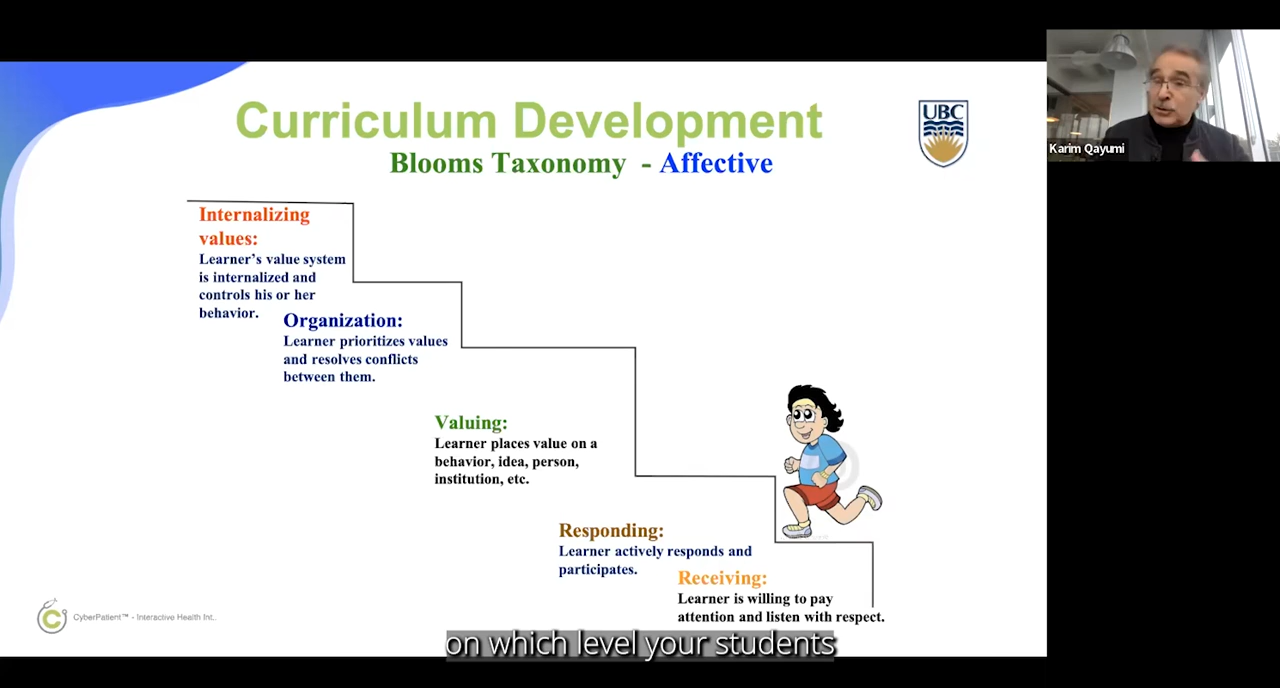 Curriculum Development
Blooms Taxonomy - Affective
UBC
Karim Qayumi
Internalizing
values:
Learner's value system
is internalized and
controls his or her
behavior.
Organization:
Learner prioritizes values
and resolves conflicts
between them.
Valuing:
Learner places value on a
behavior, idea, person,
institution, etc.
Responding:
Learner actively responds and
participates.
Receiving:
Learner is willing to pay
attention and listen with respect.
CyberPatient™ - Interactive Health Int..
on which level your students